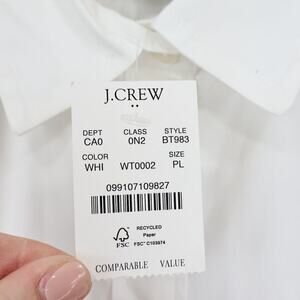 J.CREW
DEPT CLASS STYLE
CA0 0N2 BT983
COLOR SIZE
WHI WT0002 PL
099107109827
RECYCLED
Paper
FSC FSC® C103974
COMPARABLE VALUE